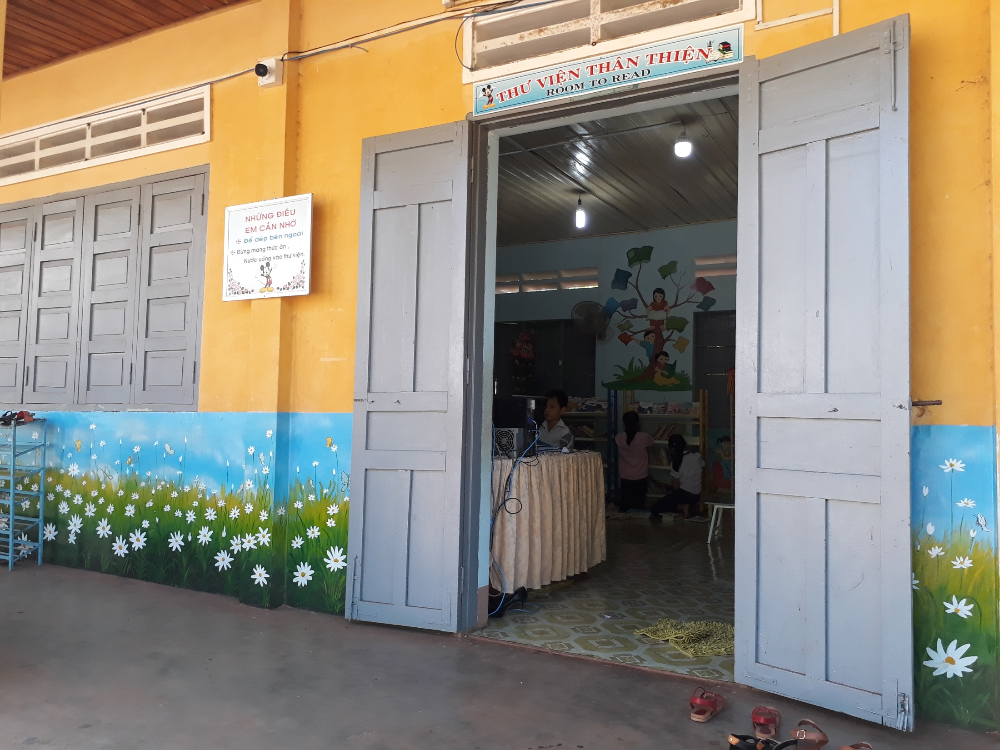 THƯ VIỆN THÂN THIỆN
ROOM TO READ
NHỮNG ĐIỀU
EM CẦN NHỚ
Để dép bên ngoài
Đừng mang thức ăn ,
Nước uống vào thư viện.